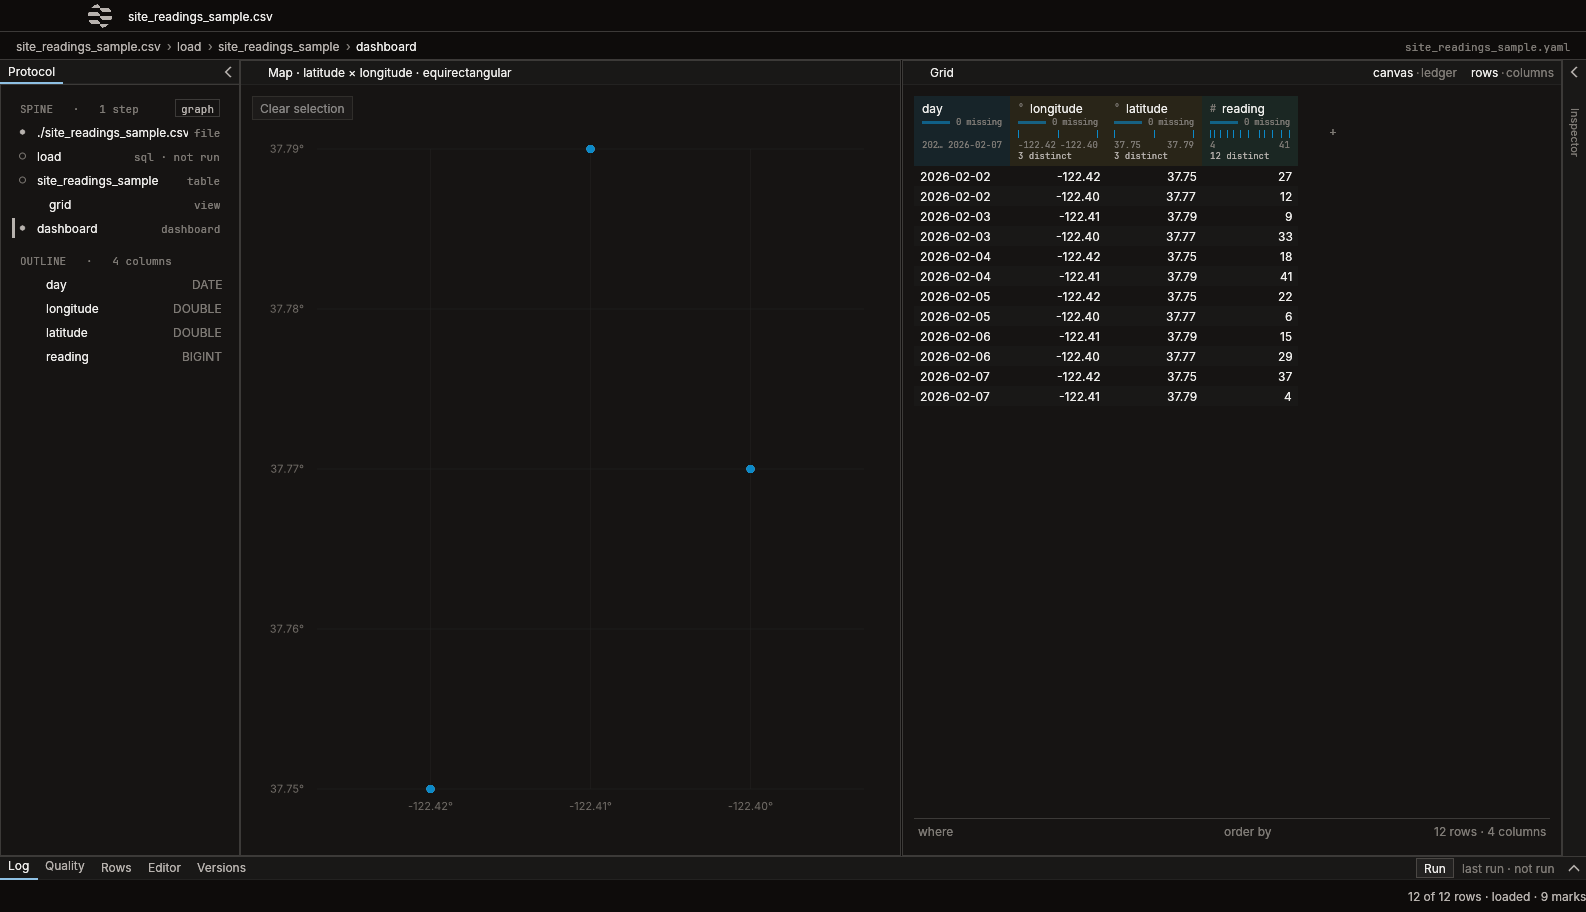 site_readings_sample.csv
site_readings_sample.csv › load › site_readings_sample › dashboard
site_readings_sample.yaml
Protocol
SPINE · 1 step graph
./site_readings_sample.csv file
load sql · not run
site_readings_sample table
grid view
dashboard dashboard
OUTLINE · 4 columns
day DATE
longitude DOUBLE
latitude DOUBLE
reading BIGINT
Map · latitude × longitude · equirectangular
Clear selection
37.79°
37.78°
37.77°
37.76°
37.75°
-122.42° -122.41° -122.40°
Grid
canvas · ledger rows · columns
day ° longitude ° latitude # reading
0 missing 0 missing 0 missing 0 missing
202… 2026-02-07 -122.42 -122.40 37.75 37.79 4 41
3 distinct 3 distinct 12 distinct
+
2026-02-02 -122.42 37.75 27
2026-02-02 -122.40 37.77 12
2026-02-03 -122.41 37.79 9
2026-02-03 -122.40 37.77 33
2026-02-04 -122.42 37.75 18
2026-02-04 -122.41 37.79 41
2026-02-05 -122.42 37.75 22
2026-02-05 -122.40 37.77 6
2026-02-06 -122.41 37.79 15
2026-02-06 -122.40 37.77 29
2026-02-07 -122.42 37.75 37
2026-02-07 -122.41 37.79 4
where order by 12 rows · 4 columns
Inspector
Log Quality Rows Editor Versions
Run last run · not run
12 of 12 rows · loaded · 9 marks